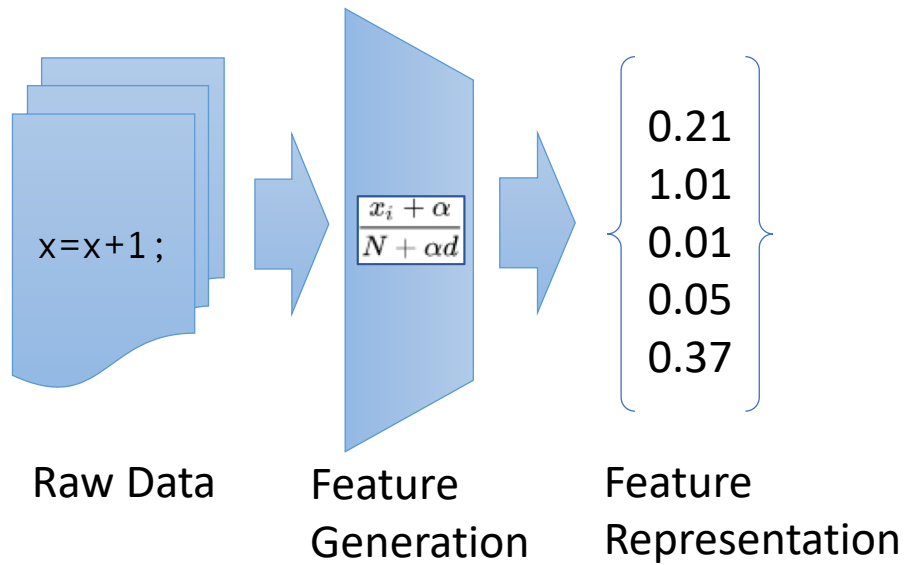 x=x+1;
x_i + α
N + αd
0.21
1.01
0.01
0.05
0.37
Raw Data
Feature
Generation
Feature
Representation